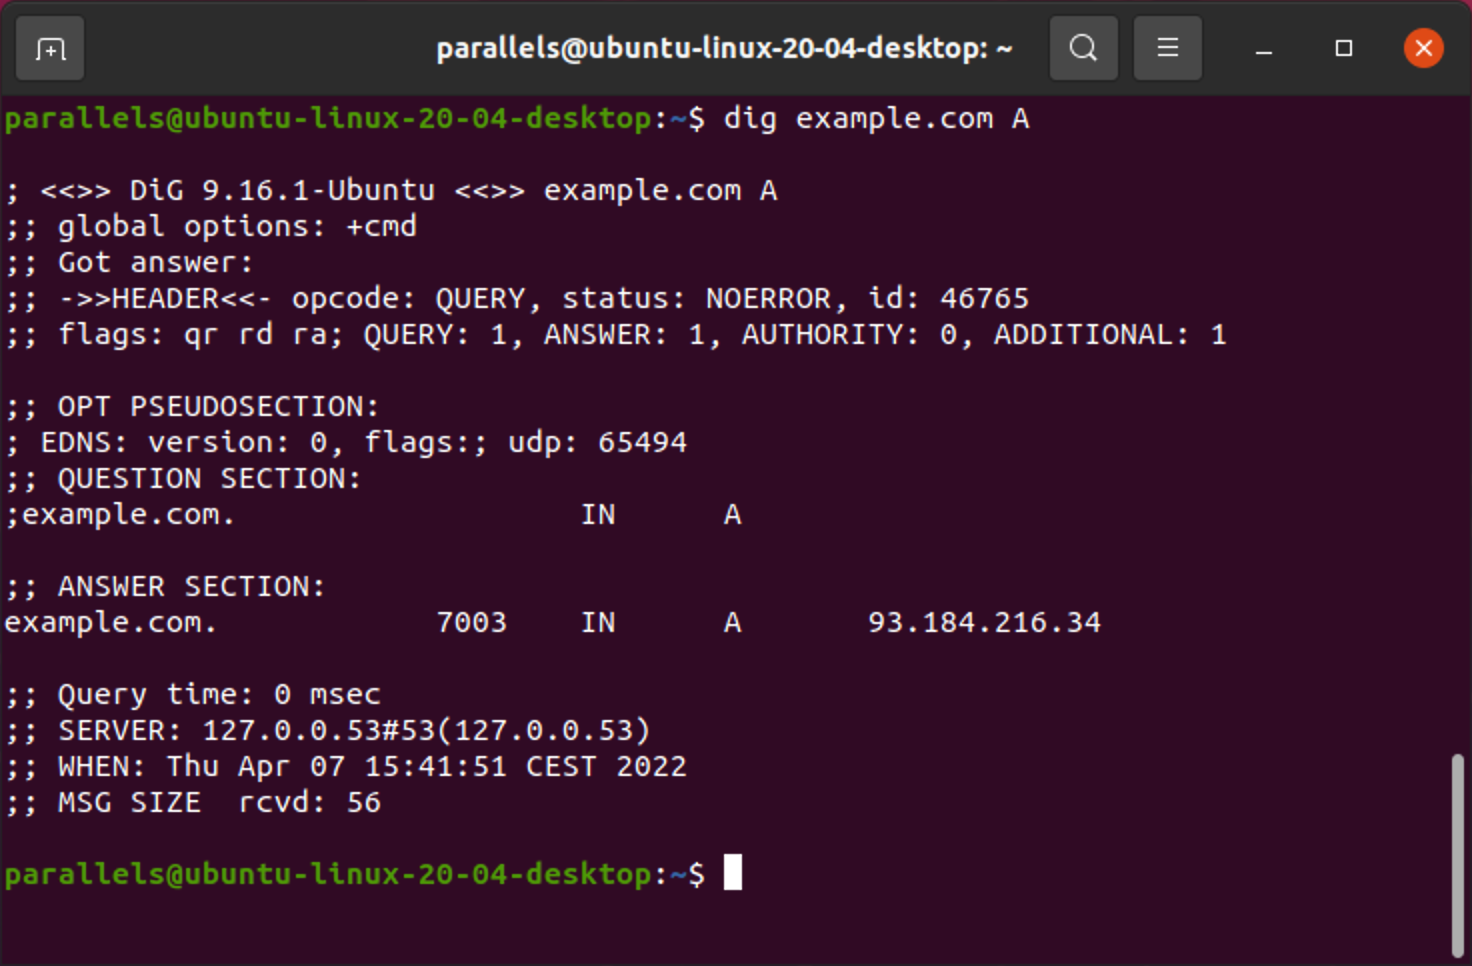 parallels@ubuntu-linux-20-04-desktop: ~
parallels@ubuntu-linux-20-04-desktop:~$ dig example.com A
; <<>> DiG 9.16.1-Ubuntu <<>> example.com A
;; global options: +cmd
;; Got answer:
;; ->>HEADER<<- opcode: QUERY, status: NOERROR, id: 46765
;; flags: qr rd ra; QUERY: 1, ANSWER: 1, AUTHORITY: 0, ADDITIONAL: 1
;; OPT PSEUDOSECTION:
; EDNS: version: 0, flags:; udp: 65494
;; QUESTION SECTION:
;example.com. IN A
;; ANSWER SECTION:
example.com. 7003 IN A 93.184.216.34
;; Query time: 0 msec
;; SERVER: 127.0.0.53#53(127.0.0.53)
;; WHEN: Thu Apr 07 15:41:51 CEST 2022
;; MSG SIZE  rcvd: 56
parallels@ubuntu-linux-20-04-desktop:~$